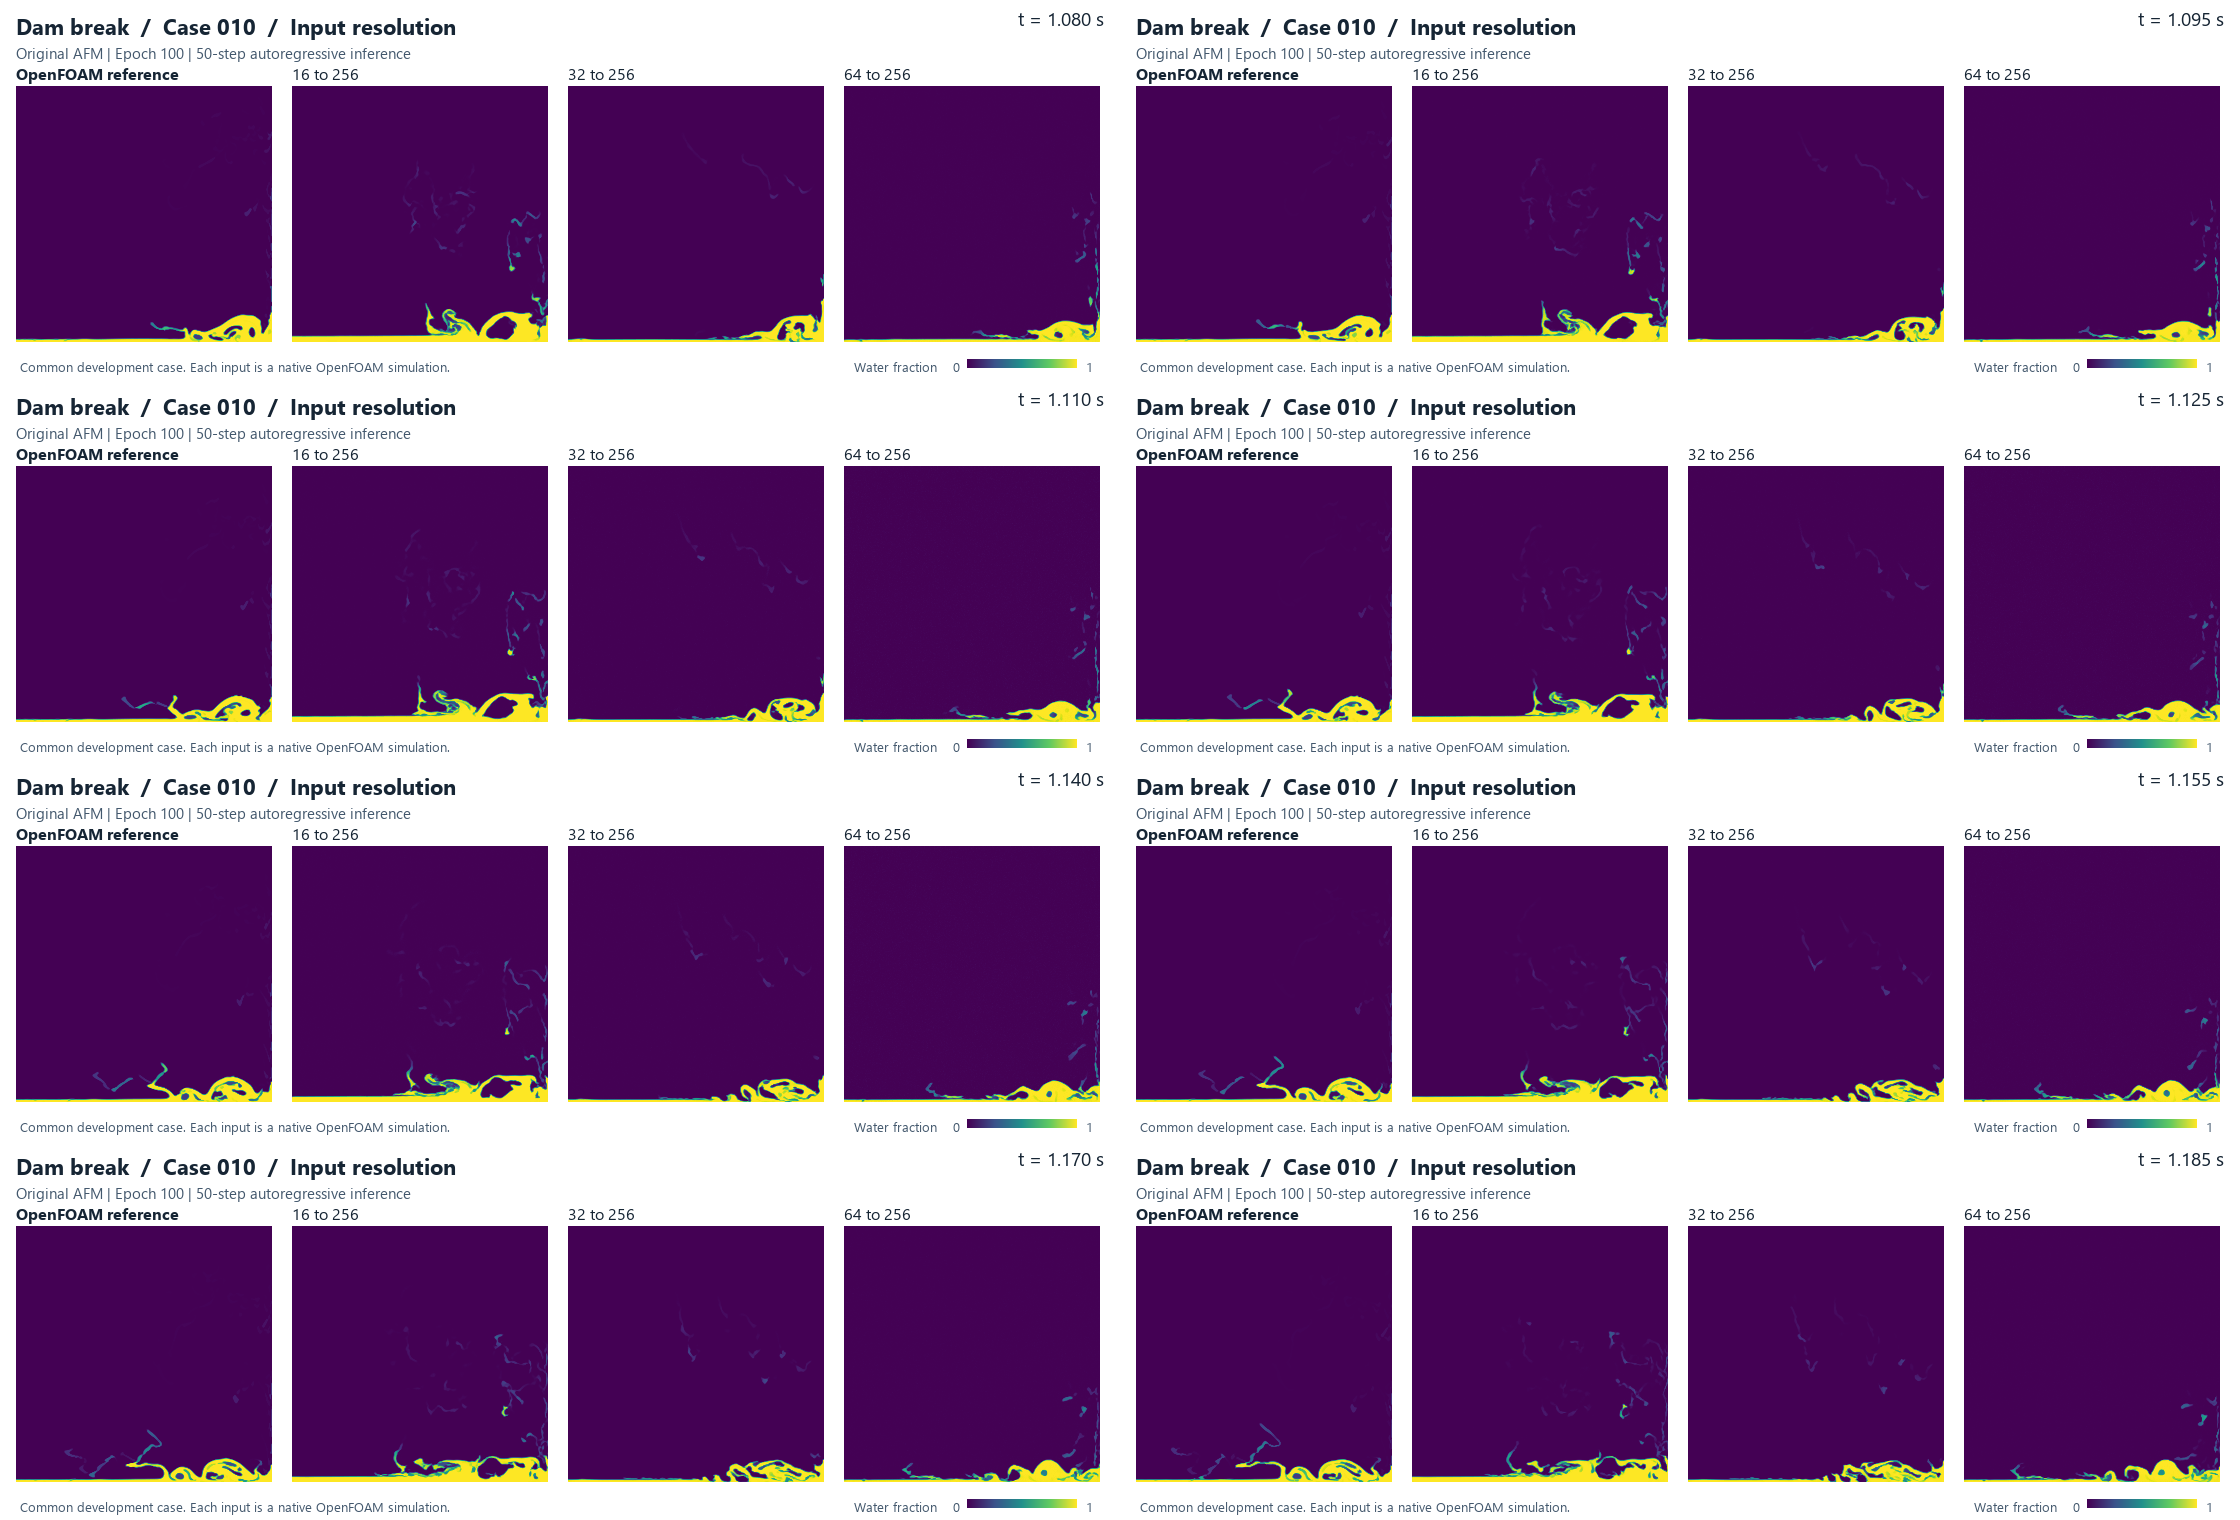 Dam break / Case 010 / Input resolution
t = 1.080 s
Original AFM | Epoch 100 | 50-step autoregressive inference
OpenFOAM reference
16 to 256
32 to 256
64 to 256
Common development case. Each input is a native OpenFOAM simulation.
Water fraction 0 1
Dam break / Case 010 / Input resolution
t = 1.095 s
Original AFM | Epoch 100 | 50-step autoregressive inference
OpenFOAM reference
16 to 256
32 to 256
64 to 256
Common development case. Each input is a native OpenFOAM simulation.
Water fraction 0 1
Dam break / Case 010 / Input resolution
t = 1.110 s
Original AFM | Epoch 100 | 50-step autoregressive inference
OpenFOAM reference
16 to 256
32 to 256
64 to 256
Common development case. Each input is a native OpenFOAM simulation.
Water fraction 0 1
Dam break / Case 010 / Input resolution
t = 1.125 s
Original AFM | Epoch 100 | 50-step autoregressive inference
OpenFOAM reference
16 to 256
32 to 256
64 to 256
Common development case. Each input is a native OpenFOAM simulation.
Water fraction 0 1
Dam break / Case 010 / Input resolution
t = 1.140 s
Original AFM | Epoch 100 | 50-step autoregressive inference
OpenFOAM reference
16 to 256
32 to 256
64 to 256
Common development case. Each input is a native OpenFOAM simulation.
Water fraction 0 1
Dam break / Case 010 / Input resolution
t = 1.155 s
Original AFM | Epoch 100 | 50-step autoregressive inference
OpenFOAM reference
16 to 256
32 to 256
64 to 256
Common development case. Each input is a native OpenFOAM simulation.
Water fraction 0 1
Dam break / Case 010 / Input resolution
t = 1.170 s
Original AFM | Epoch 100 | 50-step autoregressive inference
OpenFOAM reference
16 to 256
32 to 256
64 to 256
Common development case. Each input is a native OpenFOAM simulation.
Water fraction 0 1
Dam break / Case 010 / Input resolution
t = 1.185 s
Original AFM | Epoch 100 | 50-step autoregressive inference
OpenFOAM reference
16 to 256
32 to 256
64 to 256
Common development case. Each input is a native OpenFOAM simulation.
Water fraction 0 1